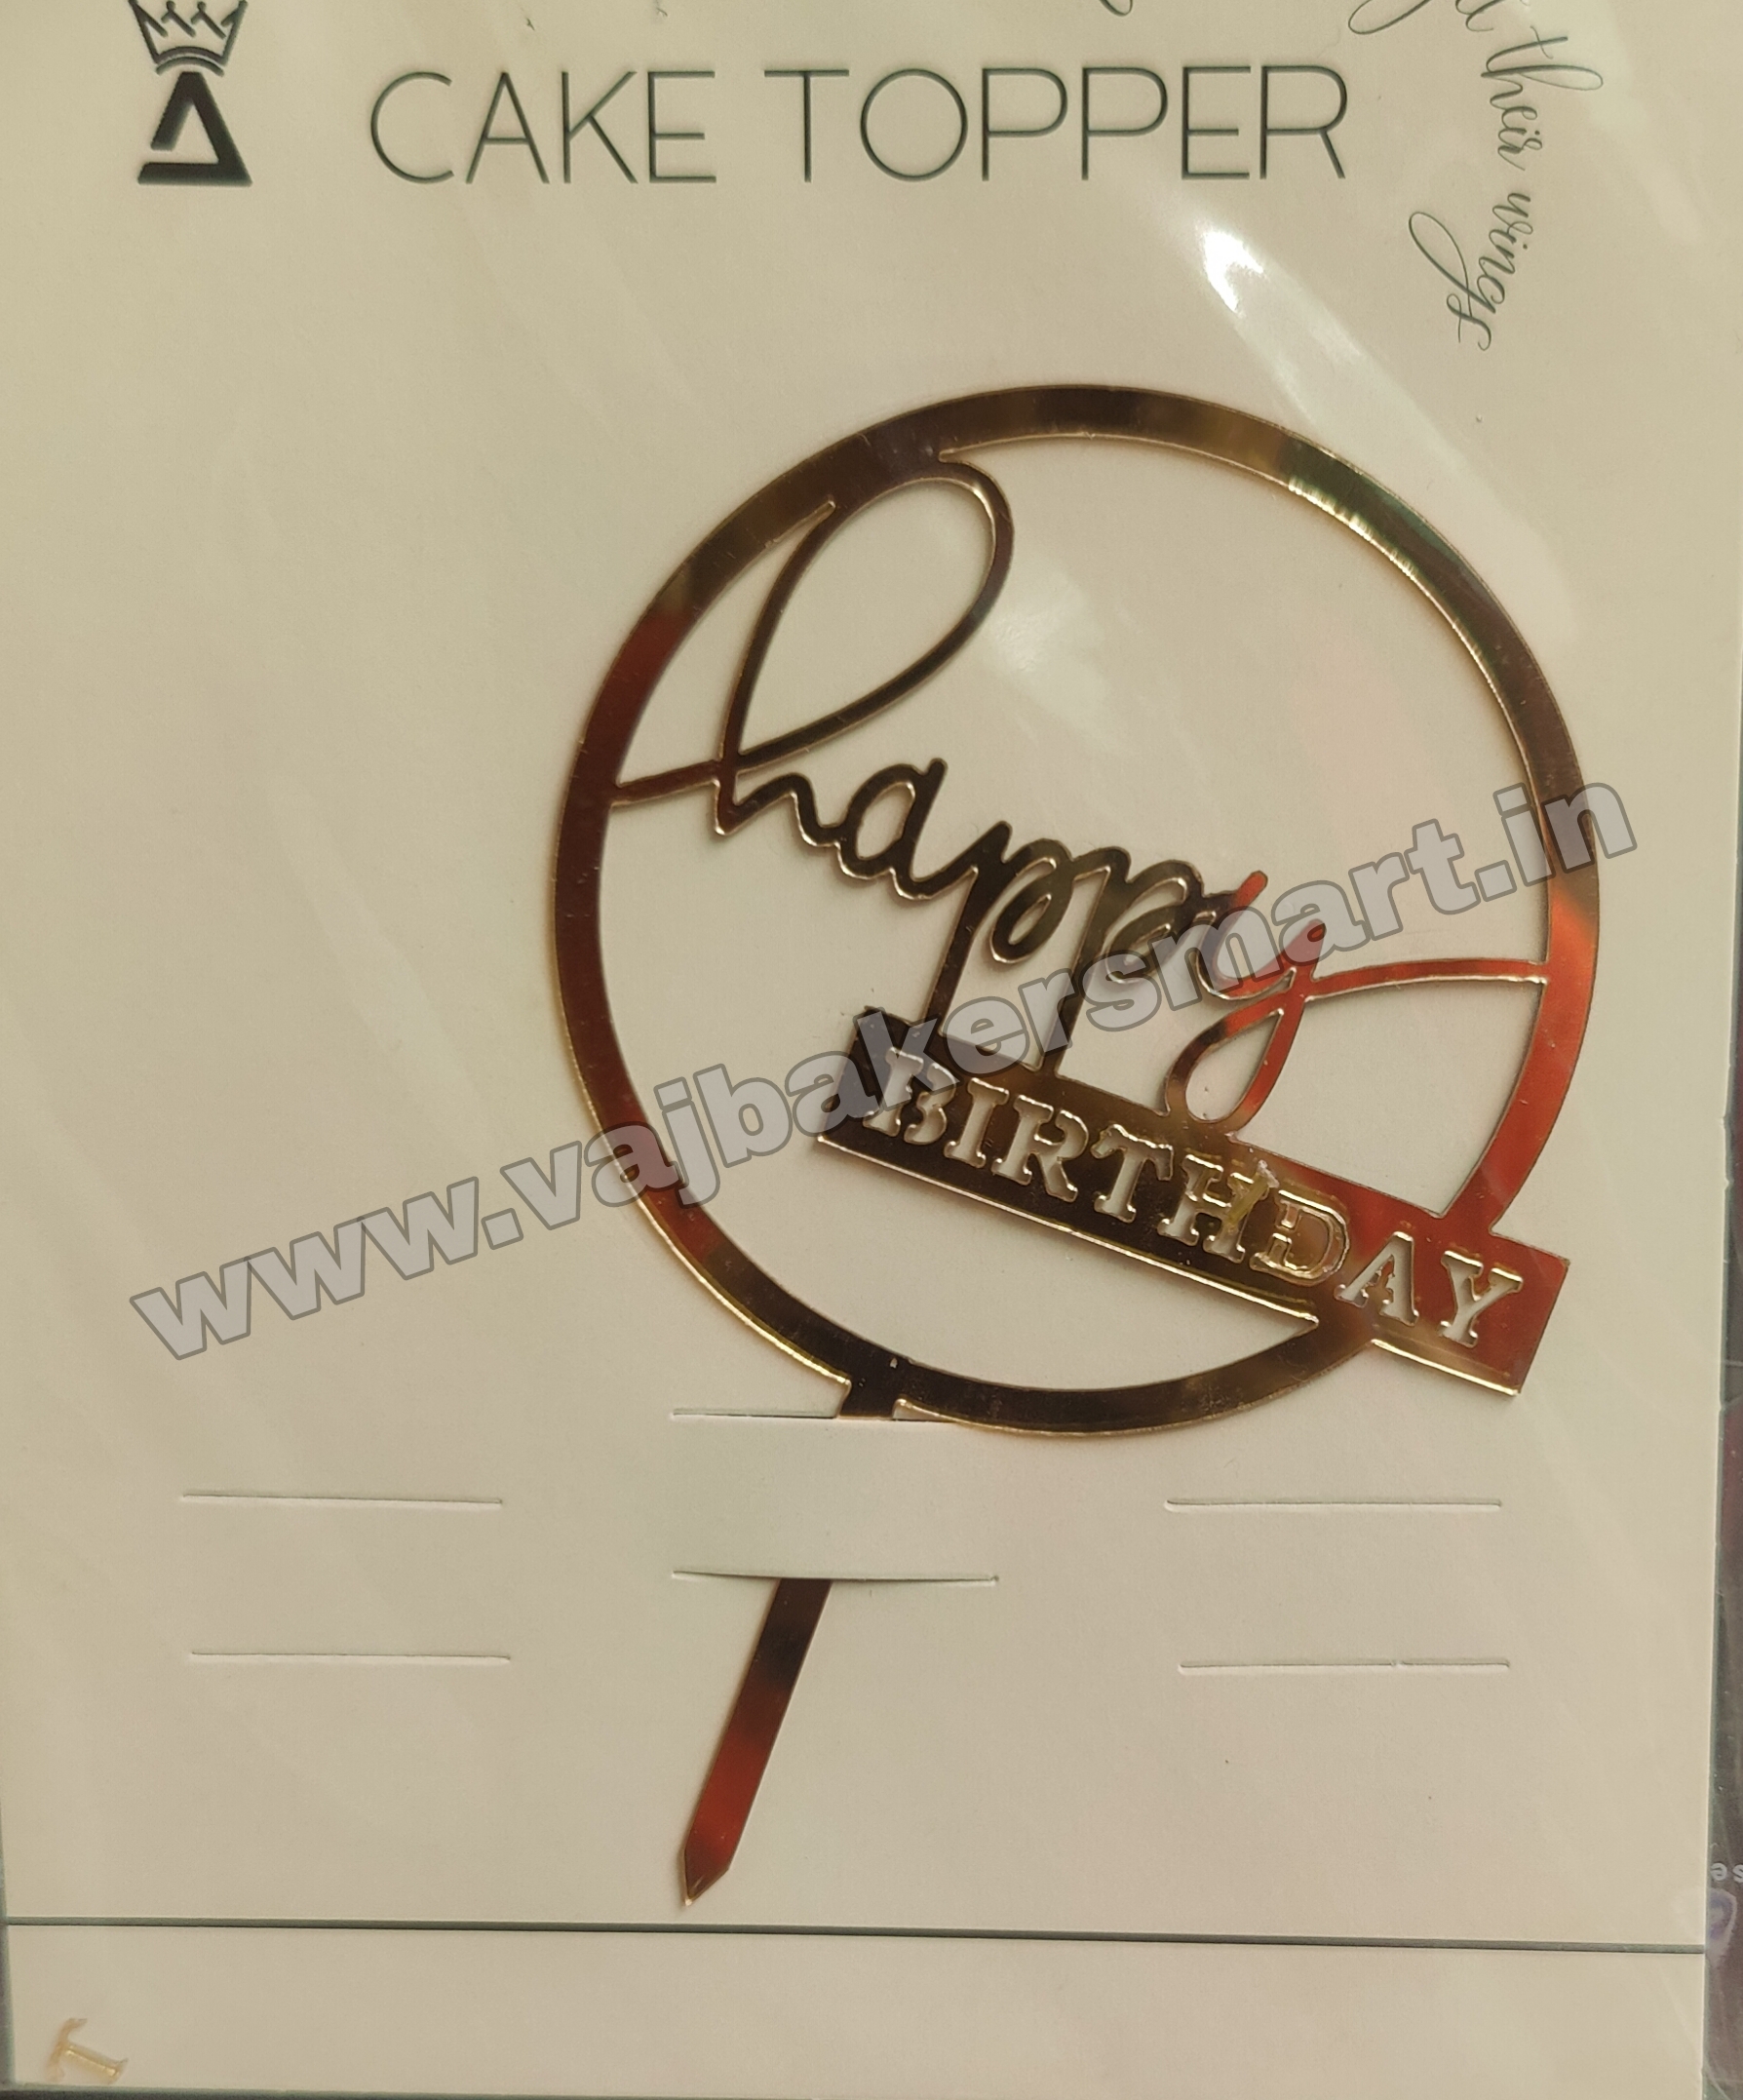 CAKE TOPPER
their wings
happy
BIRTHDAY
www.vajbakersmart.in
T